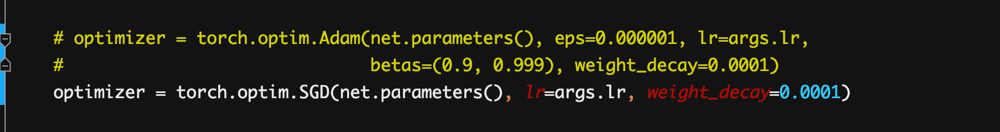 # optimizer = torch.optim.Adam(net.parameters(), eps=0.000001, lr=args.lr,
#                              betas=(0.9, 0.999), weight_decay=0.0001)
optimizer = torch.optim.SGD(net.parameters(), lr=args.lr, weight_decay=0.0001)